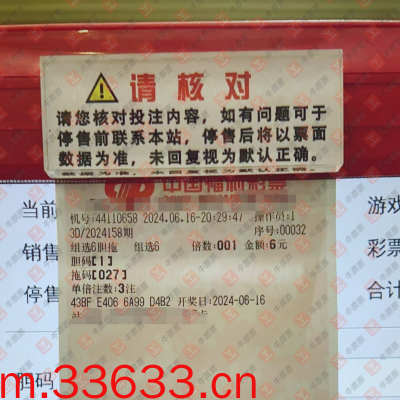 请核对
请您核对投注内容，如有问题可于
停售前联系本站，停售后将以票面
数据为准，未回复视为默认正确。
中国福利彩票
当前
游戏
机号:44110658 2024.06.16-20:29:47 操作员:1
3D/2024158期 序号:00032
销售
彩票
组选6胆拖 组选6 倍数:001 金额:6元
胆码[1]
拖码[027]
停售
合计
单倍注数:3注
43BF E406 6A99 D4B2 开奖日:2024-06-16
胆码
m.33633.cn